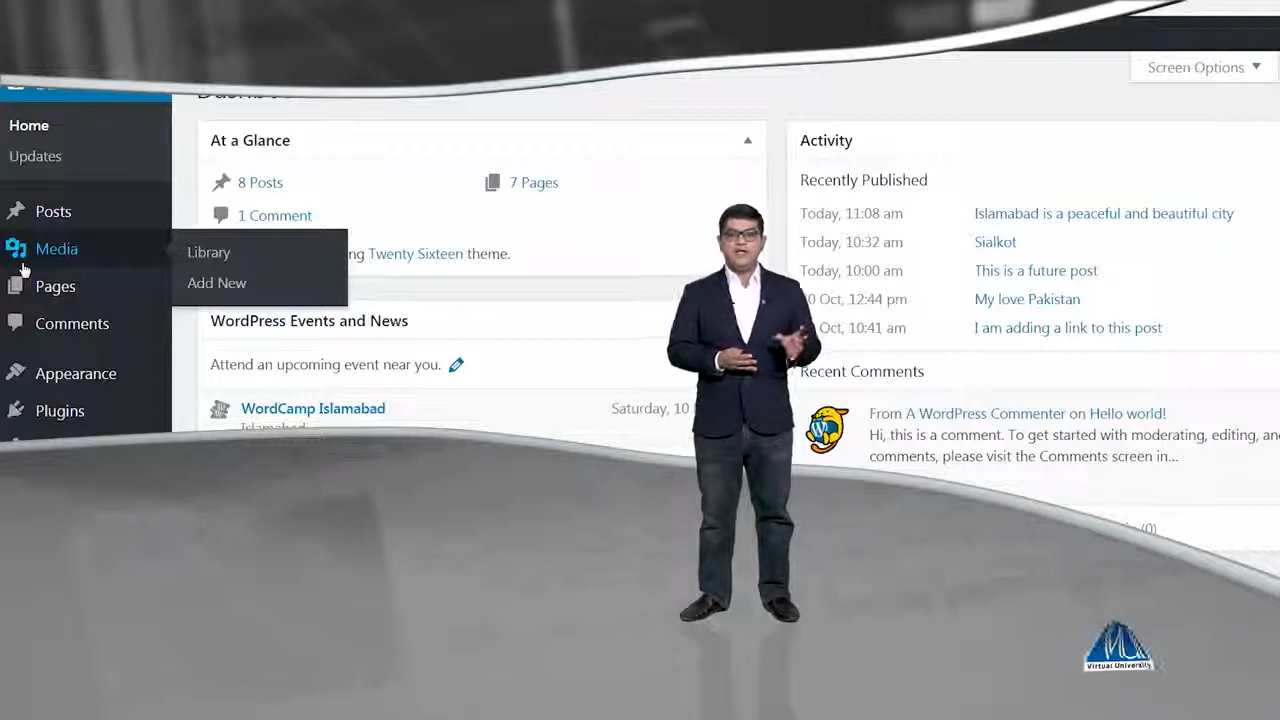 Screen Options
Home
Updates
Posts
Media
Pages
Comments
Appearance
Plugins
Library
Add New
At a Glance
8 Posts
7 Pages
1 Comment
Twenty Sixteen theme.
WordPress Events and News
Attend an upcoming event near you.
WordCamp Islamabad
Saturday, 10
Islamabad
Activity
Recently Published
Today, 11:08 am Islamabad is a peaceful and beautiful city
Today, 10:32 am Sialkot
Today, 10:00 am This is a future post
Oct, 12:44 pm My love Pakistan
Oct, 10:41 am I am adding a link to this post
Recent Comments
From A WordPress Commenter on Hello world!
Hi, this is a comment. To get started with moderating, editing, an
comments, please visit the Comments screen in...
(0)
Virtual University